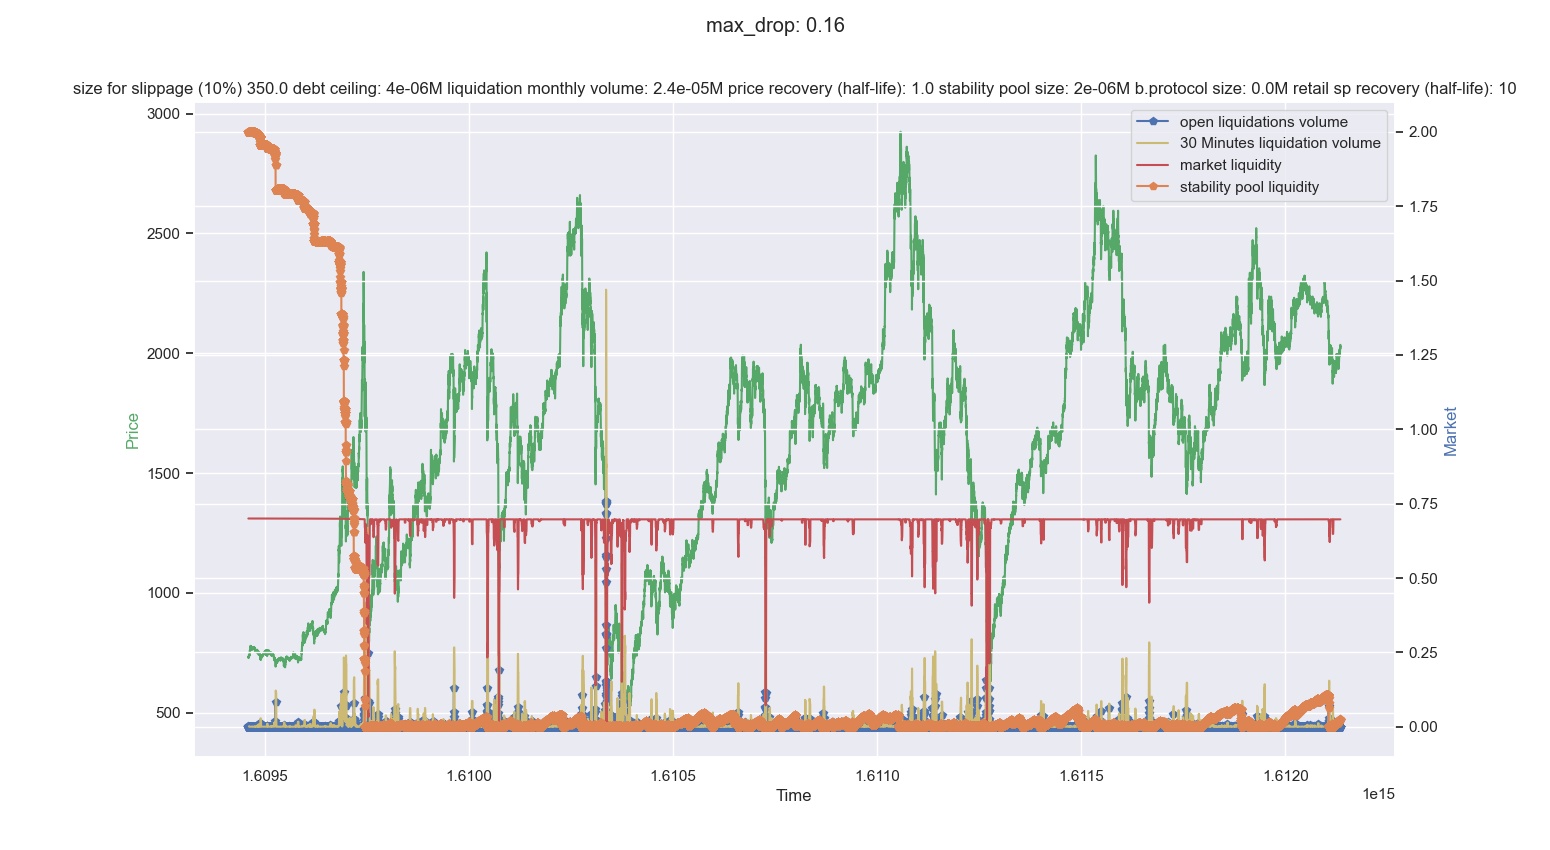 max_drop: 0.16
size for slippage (10%) 350.0 debt ceiling: 4e-06M liquidation monthly volume: 2.4e-05M price recovery (half-life): 1.0 stability pool size: 2e-06M b.protocol size: 0.0M retail sp recovery (half-life): 10
open liquidations volume
30 Minutes liquidation volume
market liquidity
stability pool liquidity
3000
2500
2000
1500
1000
500
Price
2.00
1.75
1.50
1.25
1.00
0.75
0.50
0.25
0.00
Market
1.6095 1.6100 1.6105 1.6110 1.6115 1.6120
Time
1e15